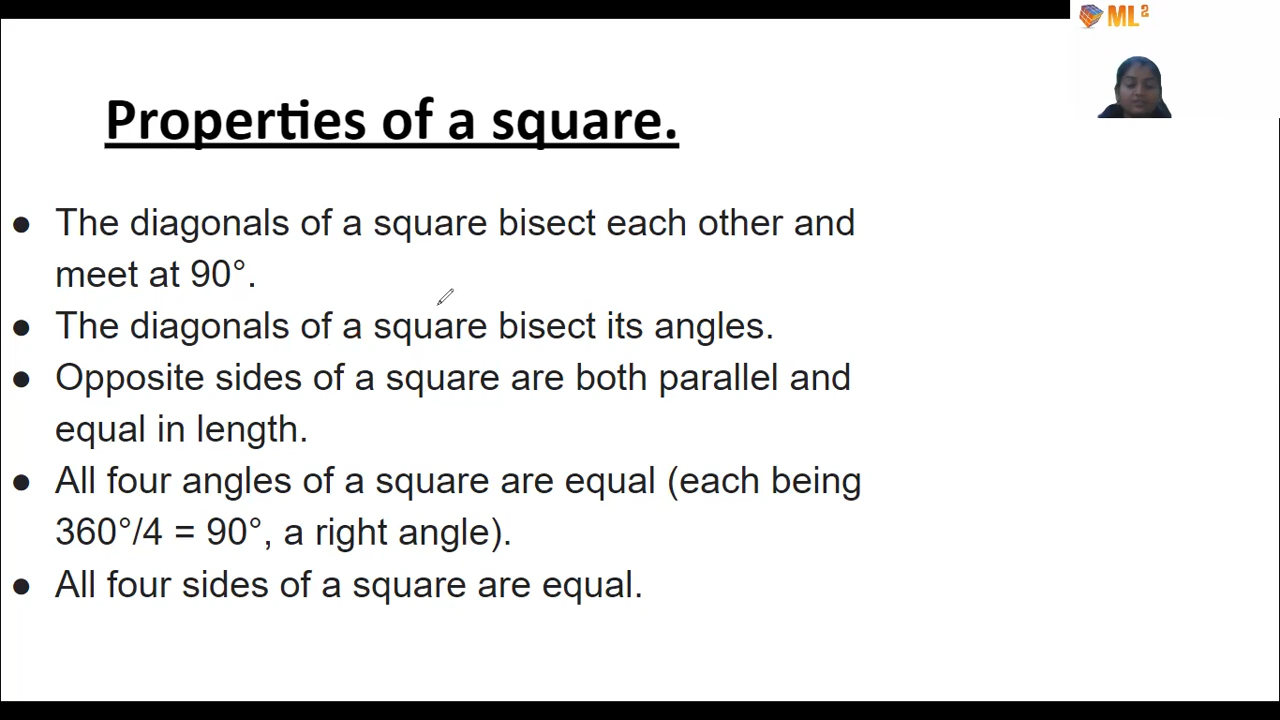 ML²
Properties of a square.
● The diagonals of a square bisect each other and
meet at 90°.
● The diagonals of a square bisect its angles.
● Opposite sides of a square are both parallel and
equal in length.
● All four angles of a square are equal (each being
360°/4 = 90°, a right angle).
● All four sides of a square are equal.